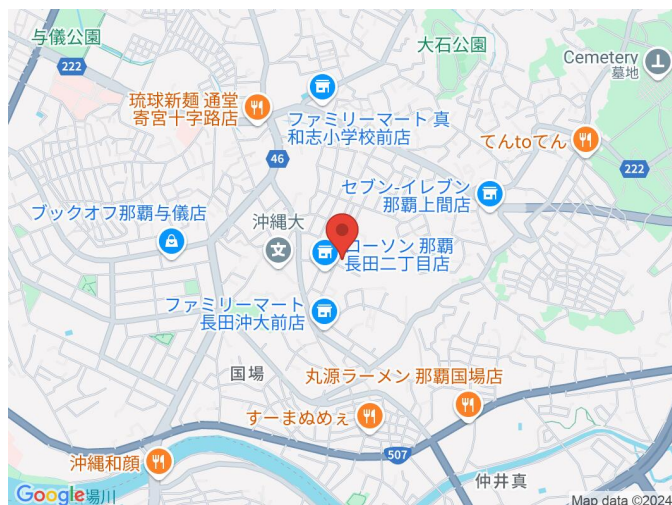 与儀公園
大石公園
Cemetery
墓地
222
琉球新麺 通堂
寄宮十字路店
ファミリーマート 真
和志小学校前店
てんtoてん
46
222
セブン-イレブン
那覇上間店
ブックオフ那覇与儀店
沖縄大
ローソン 那覇
長田二丁目店
ファミリーマート
長田沖大前店
国場
丸源ラーメン 那覇国場店
すーまぬめぇ
507
沖縄和顔
仲井真
Google
場川
Map data ©2024